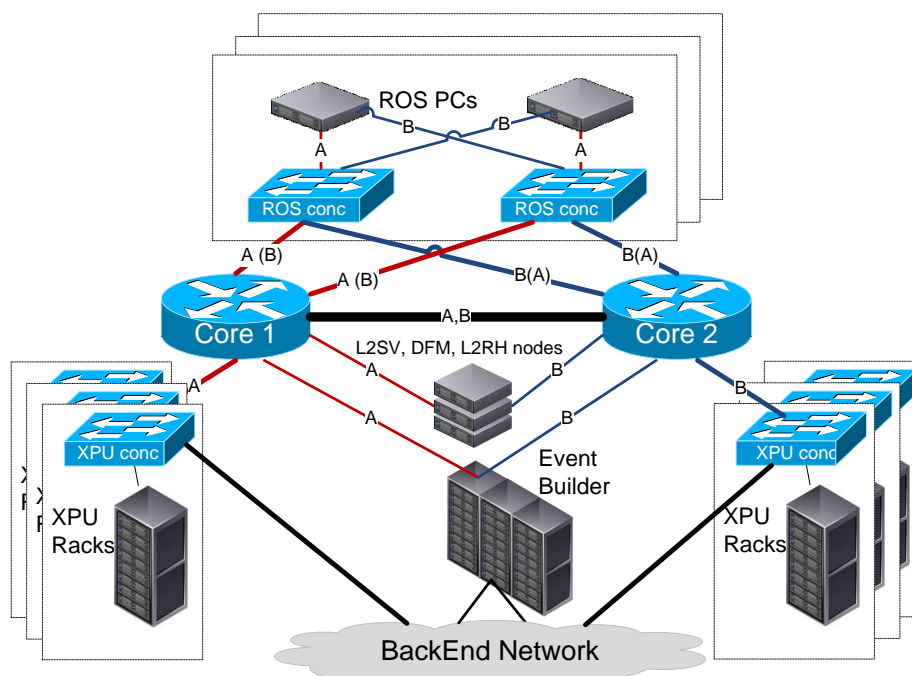 ROS PCs
B
B
A
A
ROS conc
ROS conc
A (B)
A (B)
B(A)
B(A)
Core 1
A,B
Core 2
L2SV, DFM, L2RH nodes
A
A
B
B
A
B
XPU conc
XPU conc
Event
Builder
XPU
Racks
XPU
Racks
BackEnd Network